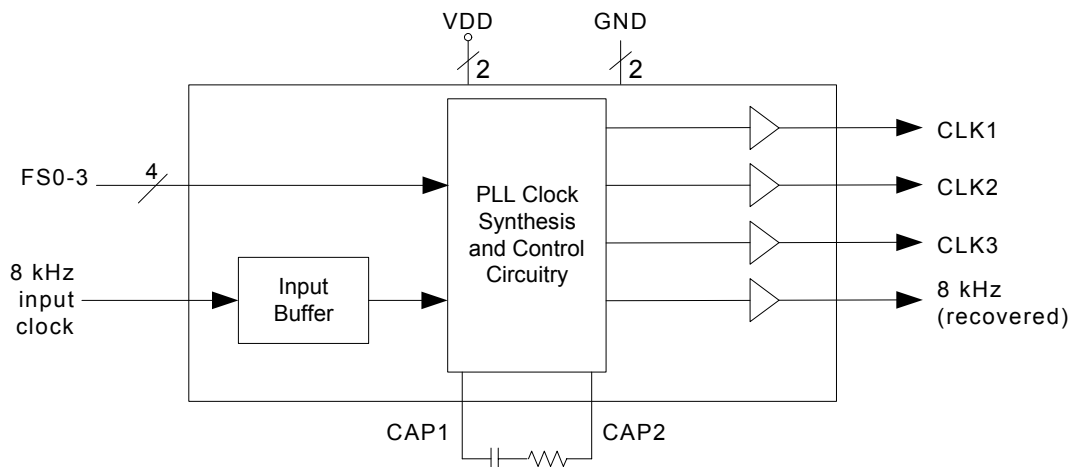 VDD
GND
2
2
FS0-3
4
8 kHz
input
clock
Input
Buffer
PLL Clock
Synthesis
and Control
Circuitry
CLK1
CLK2
CLK3
8 kHz
(recovered)
CAP1
CAP2